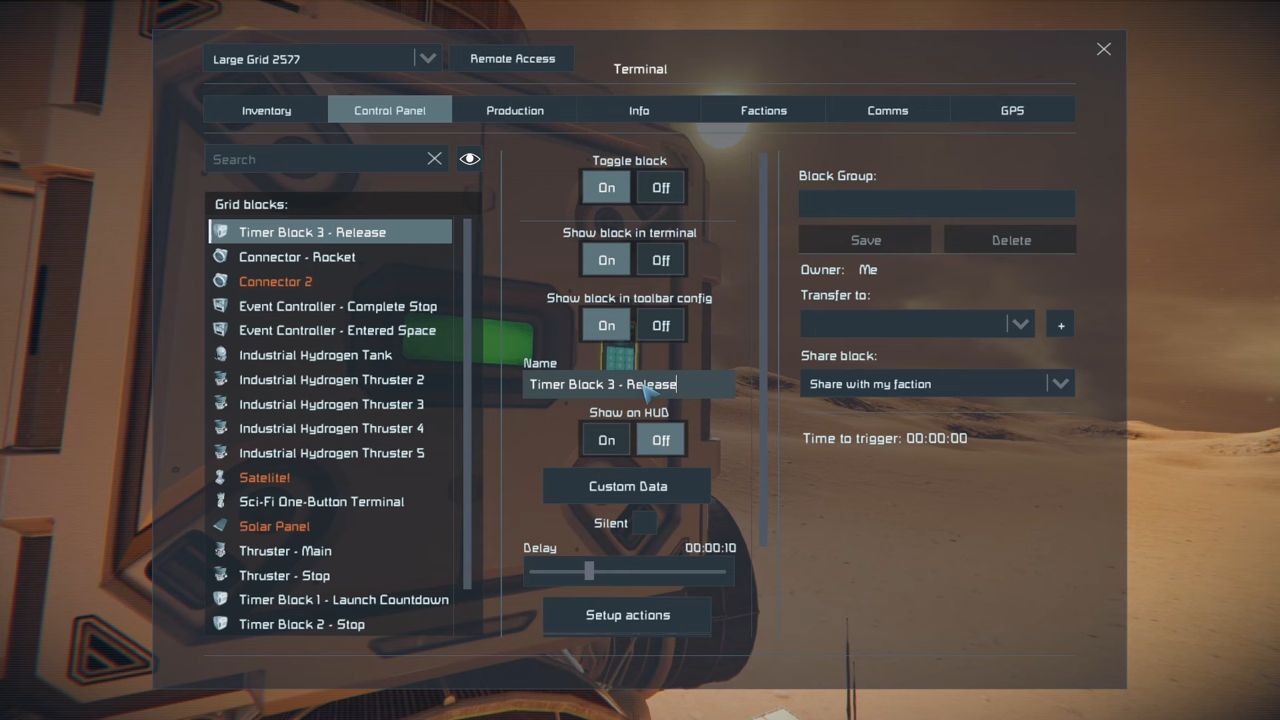 Large Grid 2577
Remote Access
Terminal
Inventory
Control Panel
Production
Info
Factions
Comms
GPS
Search
Grid blocks:
Timer Block 3 - Release
Connector - Rocket
Connector 2
Event Controller - Complete Stop
Event Controller - Entered Space
Industrial Hydrogen Tank
Industrial Hydrogen Thruster 2
Industrial Hydrogen Thruster 3
Industrial Hydrogen Thruster 4
Industrial Hydrogen Thruster 5
Satelite!
Sci-Fi One-Button Terminal
Solar Panel
Thruster - Main
Thruster - Stop
Timer Block 1 - Launch Countdown
Timer Block 2 - Stop
Toggle block
On Off
Show block in terminal
On Off
Show block in toolbar config
On Off
Name
Timer Block 3 - Release
Show on HUD
On Off
Custom Data
Silent
Delay 00:00:10
Setup actions
Block Group:
Save Delete
Owner: Me
Transfer to:
+
Share block:
Share with my faction
Time to trigger: 00:00:00